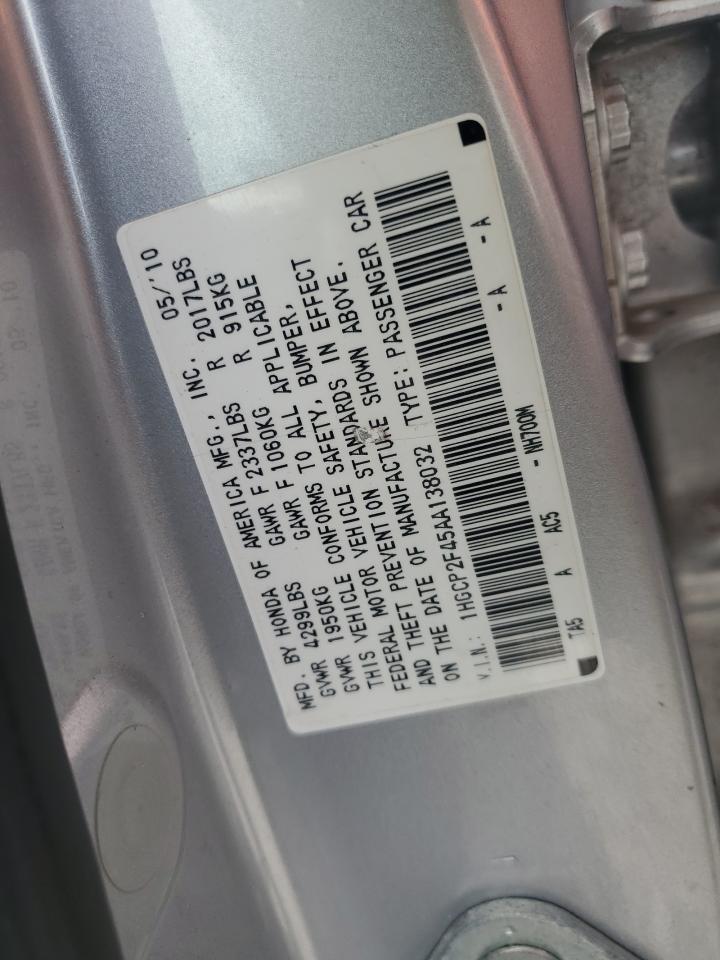 MFD. BY HONDA OF AMERICA MFG., INC. 05/'10
GVWR 4299LBS GAWR F 2337LBS R 2017LBS
GVWR 1950KG GAWR F 1060KG R 915KG
THIS VEHICLE CONFORMS TO ALL APPLICABLE
FEDERAL MOTOR VEHICLE SAFETY, BUMPER,
AND THEFT PREVENTION STANDARDS IN EFFECT
ON THE DATE OF MANUFACTURE SHOWN ABOVE.
V.I.N.: 1HGCP2F45AA138032 TYPE: PASSENGER CAR
TA5 A AC5 - NH700M - A - A